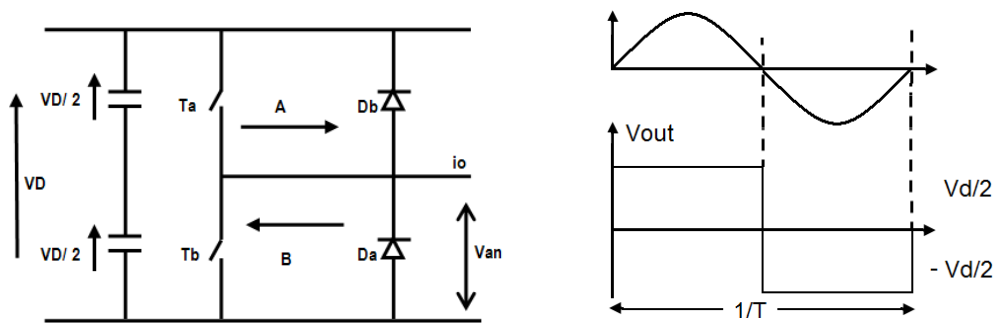 VD/ 2
Ta
A
Db
VD
io
VD/ 2
Tb
B
Da
Van
Vout
Vd/2
- Vd/2
1/T